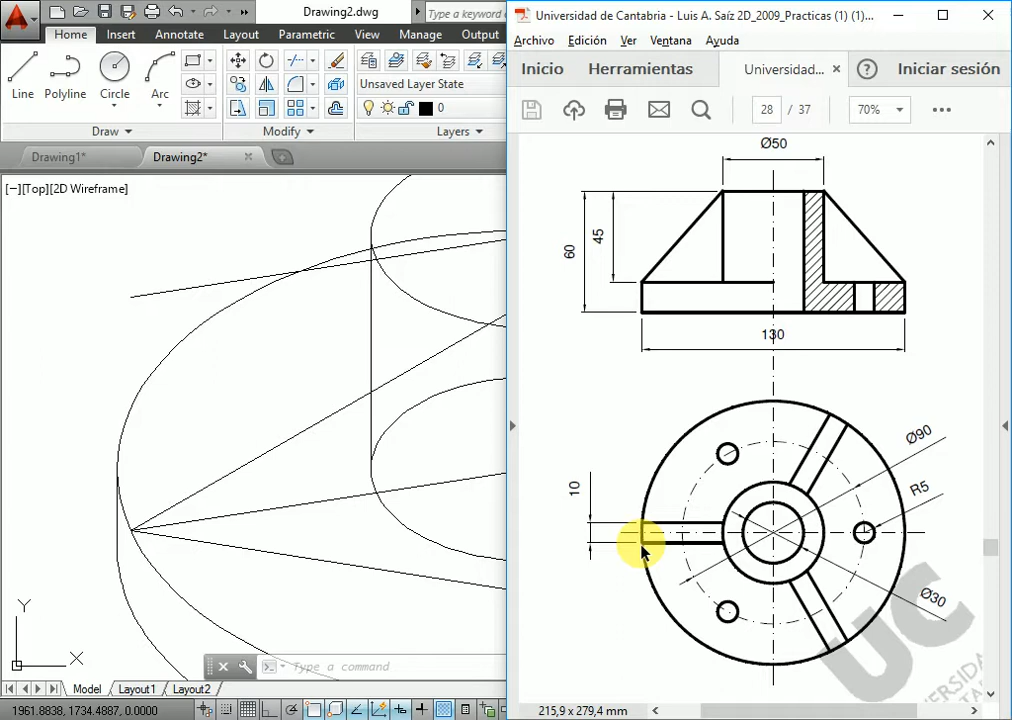 Drawing2.dwg
Type a keyword o
Home Insert Annotate Layout Parametric View Manage Output
Line Polyline Circle Arc
Unsaved Layer State
0
Draw Modify Layers
Drawing1* Drawing2*
[−][Top][2D Wireframe]
Y
X
Type a command
Model Layout1 Layout2
1961.8838, 1734.4887, 0.0000
Universidad de Cantabria - Luis A. Saíz 2D_2009_Practicas (1) (1)...
Archivo Edición Ver Ventana Ayuda
Inicio Herramientas Universidad... Iniciar sesión
28 / 37 70%
Ø50
60
45
130
Ø90
R5
10
Ø30
UC
215,9 x 279,4 mm